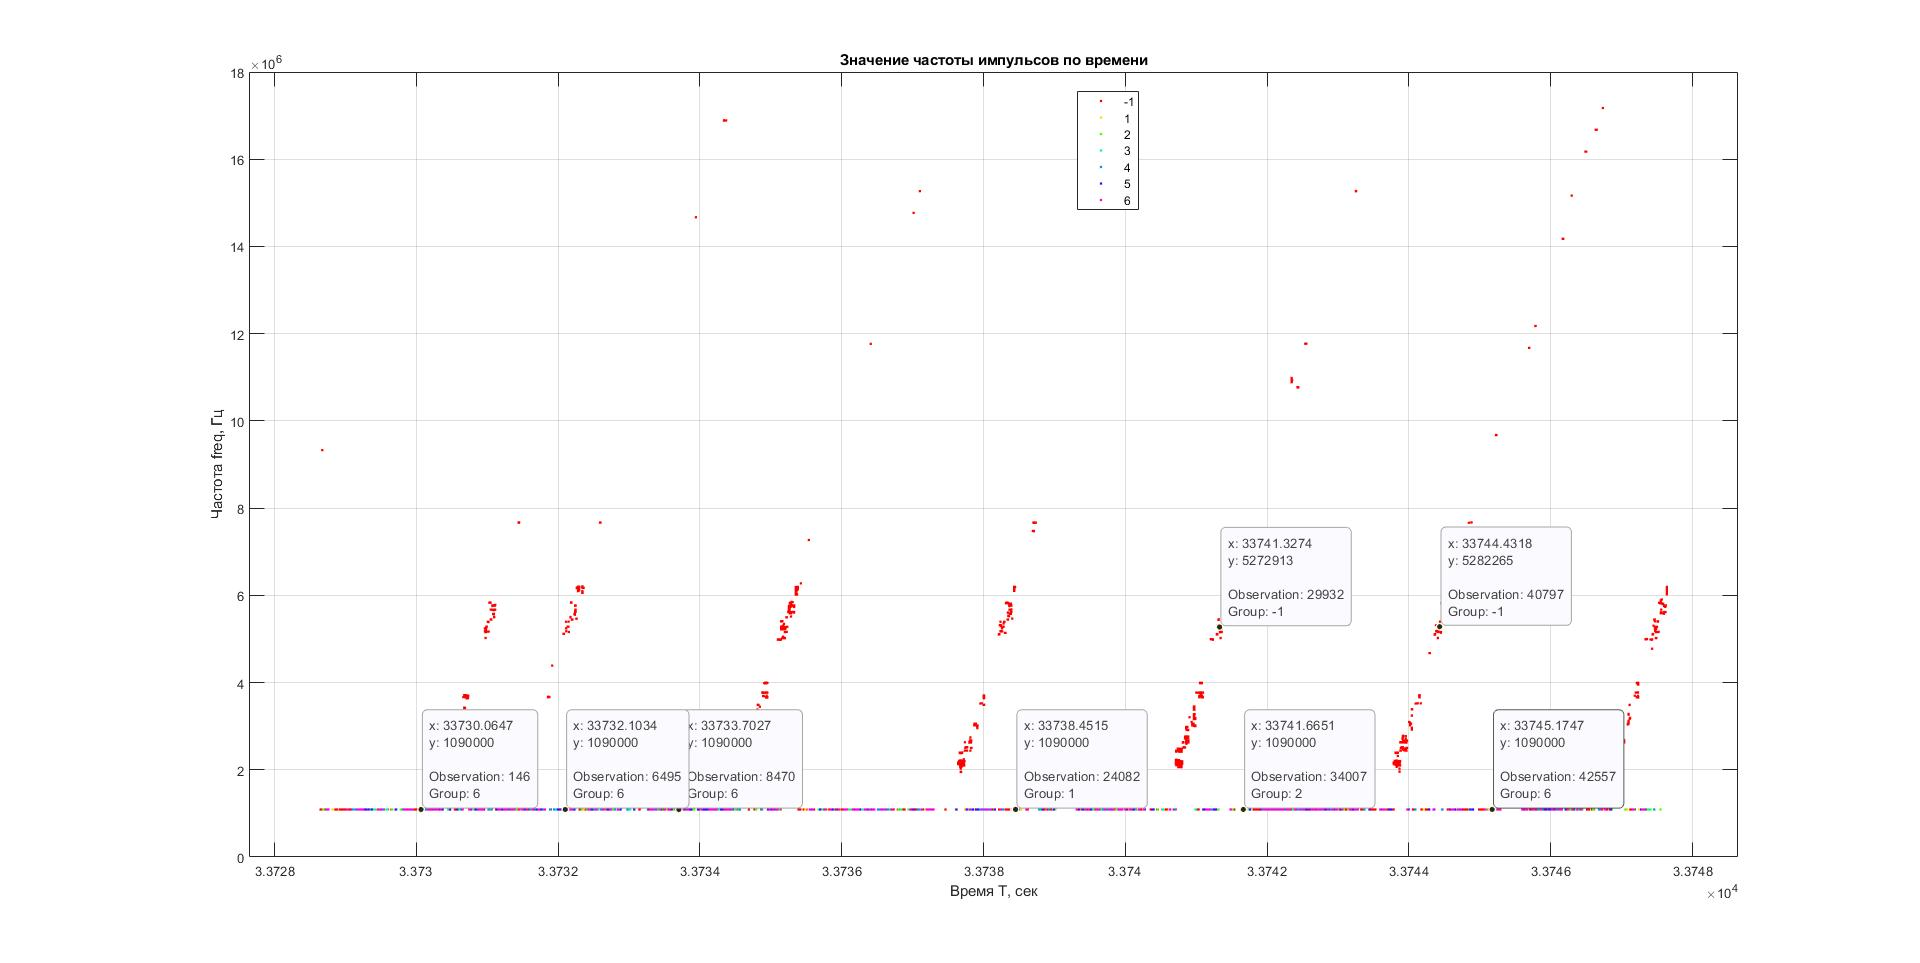 Значение частоты импульсов по времени
×10⁶
18
16
14
12
10
8
6
4
2
0
Частота freq, Гц
-1
1
2
3
4
5
6
x: 33741.3274
y: 5272913
Observation: 29932
Group: -1
x: 33744.4318
y: 5282265
Observation: 40797
Group: -1
x: 33730.0647
y: 1090000
Observation: 146
Group: 6
x: 33732.1034
y: 1090000
Observation: 6495
Group: 6
x: 33733.7027
y: 1090000
Observation: 8470
Group: 6
x: 33738.4515
y: 1090000
Observation: 24082
Group: 1
x: 33741.6651
y: 1090000
Observation: 34007
Group: 2
x: 33745.1747
y: 1090000
Observation: 42557
Group: 6
3.3728 3.373 3.3732 3.3734 3.3736 3.3738 3.374 3.3742 3.3744 3.3746 3.3748
×10⁴
Время T, сек